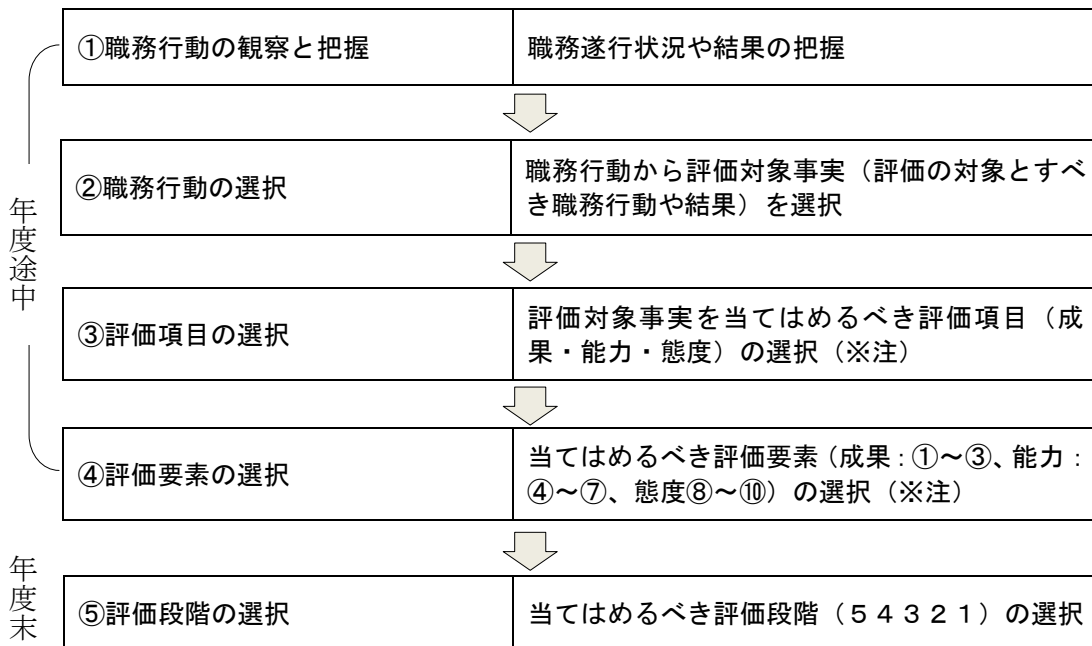 ①職務行動の観察と把握
職務遂行状況や結果の把握
②職務行動の選択
職務行動から評価対象事実（評価の対象とすべ
き職務行動や結果）を選択
年度途中
③評価項目の選択
評価対象事実を当てはめるべき評価項目（成
果・能力・態度）の選択（※注）
④評価要素の選択
当てはめるべき評価要素（成果：①～③、能力：
④～⑦、態度⑧～⑩）の選択（※注）
年度末
⑤評価段階の選択
当てはめるべき評価段階（５４３２１）の選択